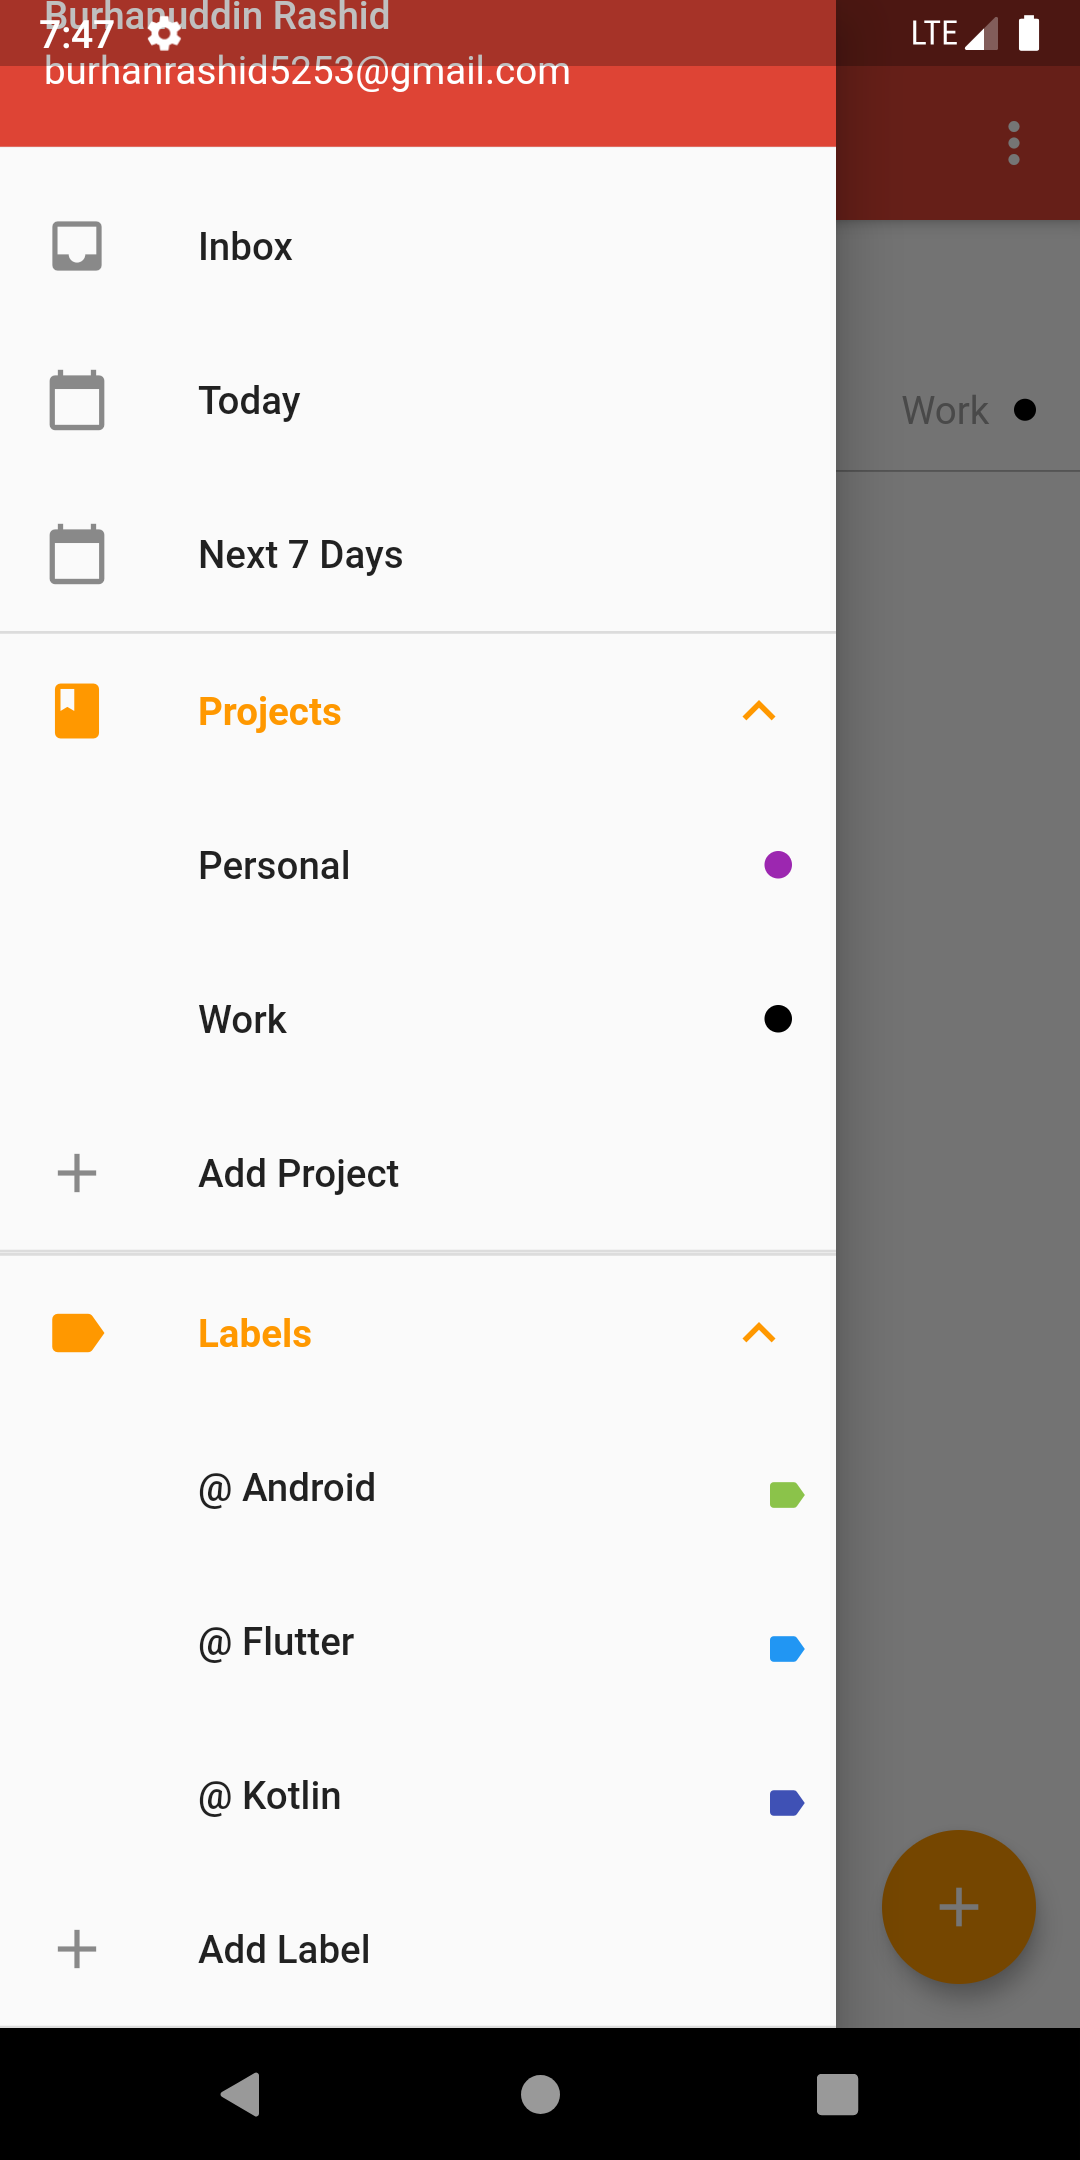 Burhanuddin Rashid
7:47 LTE
burhanrashid5253@gmail.com
Inbox
Today
Work
Next 7 Days
Projects
Personal
Work
Add Project
Labels
@ Android
@ Flutter
@ Kotlin
Add Label